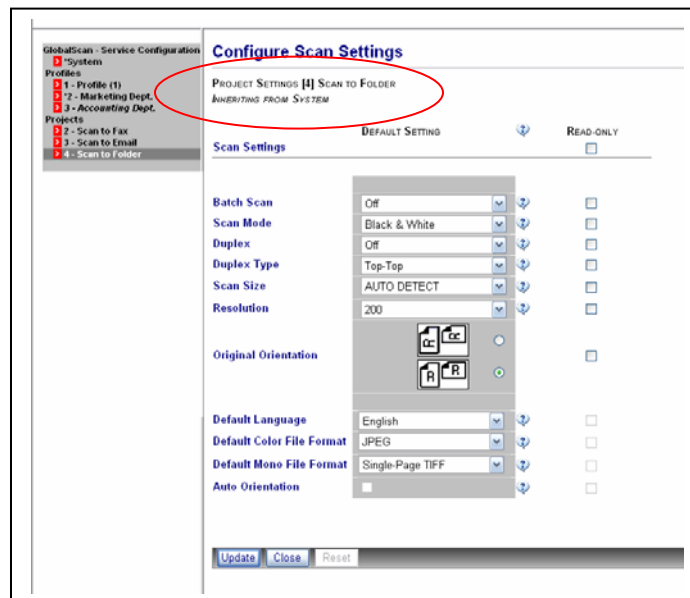 GlobalScan - Service Configuration
*System
Profiles
1 - Profile (1)
*2 - Marketing Dept.
3 - Accounting Dept.
Projects
2 - Scan to Fax
3 - Scan to Email
4 - Scan to Folder
Configure Scan Settings
PROJECT SETTINGS [4] SCAN TO FOLDER
INHERITING FROM SYSTEM
DEFAULT SETTING ? READ-ONLY
Scan Settings
Batch Scan Off ?
Scan Mode Black & White ?
Duplex Off ?
Duplex Type Top-Top ?
Scan Size AUTO DETECT ?
Resolution 200 ?
R R
Original Orientation
R R
Default Language English ?
Default Color File Format JPEG ?
Default Mono File Format Single-Page TIFF ?
Auto Orientation ?
Update Close Reset